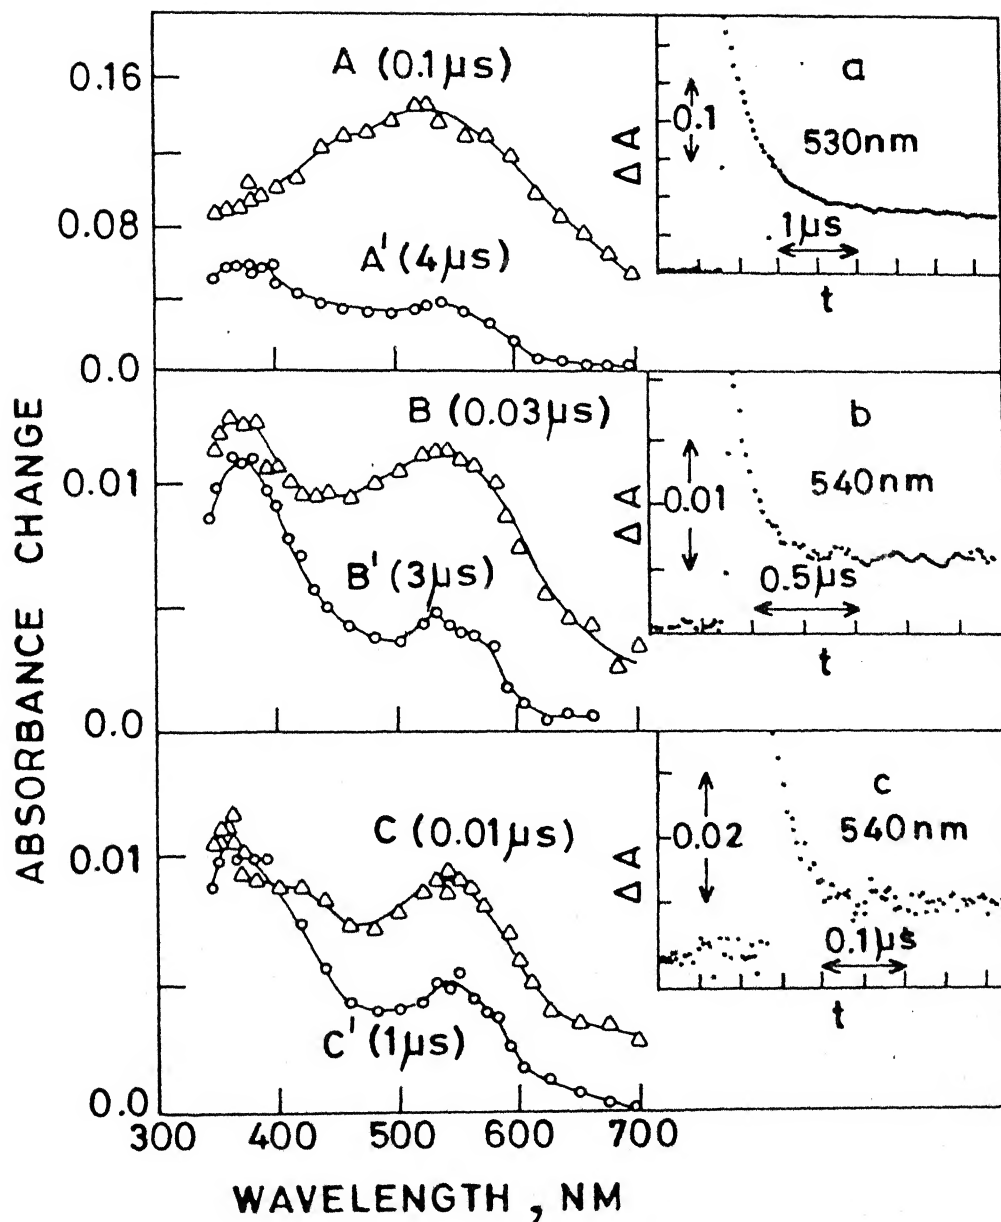 0.16
A (0.1μs)
0.08
A' (4μs)
0.0
a
0.1
530nm
ΔA
1μs
t
B (0.03μs)
0.01
B' (3μs)
0.0
b
0.01
540nm
ΔA
0.5μs
t
C (0.01μs)
0.01
C' (1μs)
0.0
c
0.02
540nm
ΔA
0.1μs
t
300 400 500 600 700
WAVELENGTH, NM
ABSORBANCE CHANGE